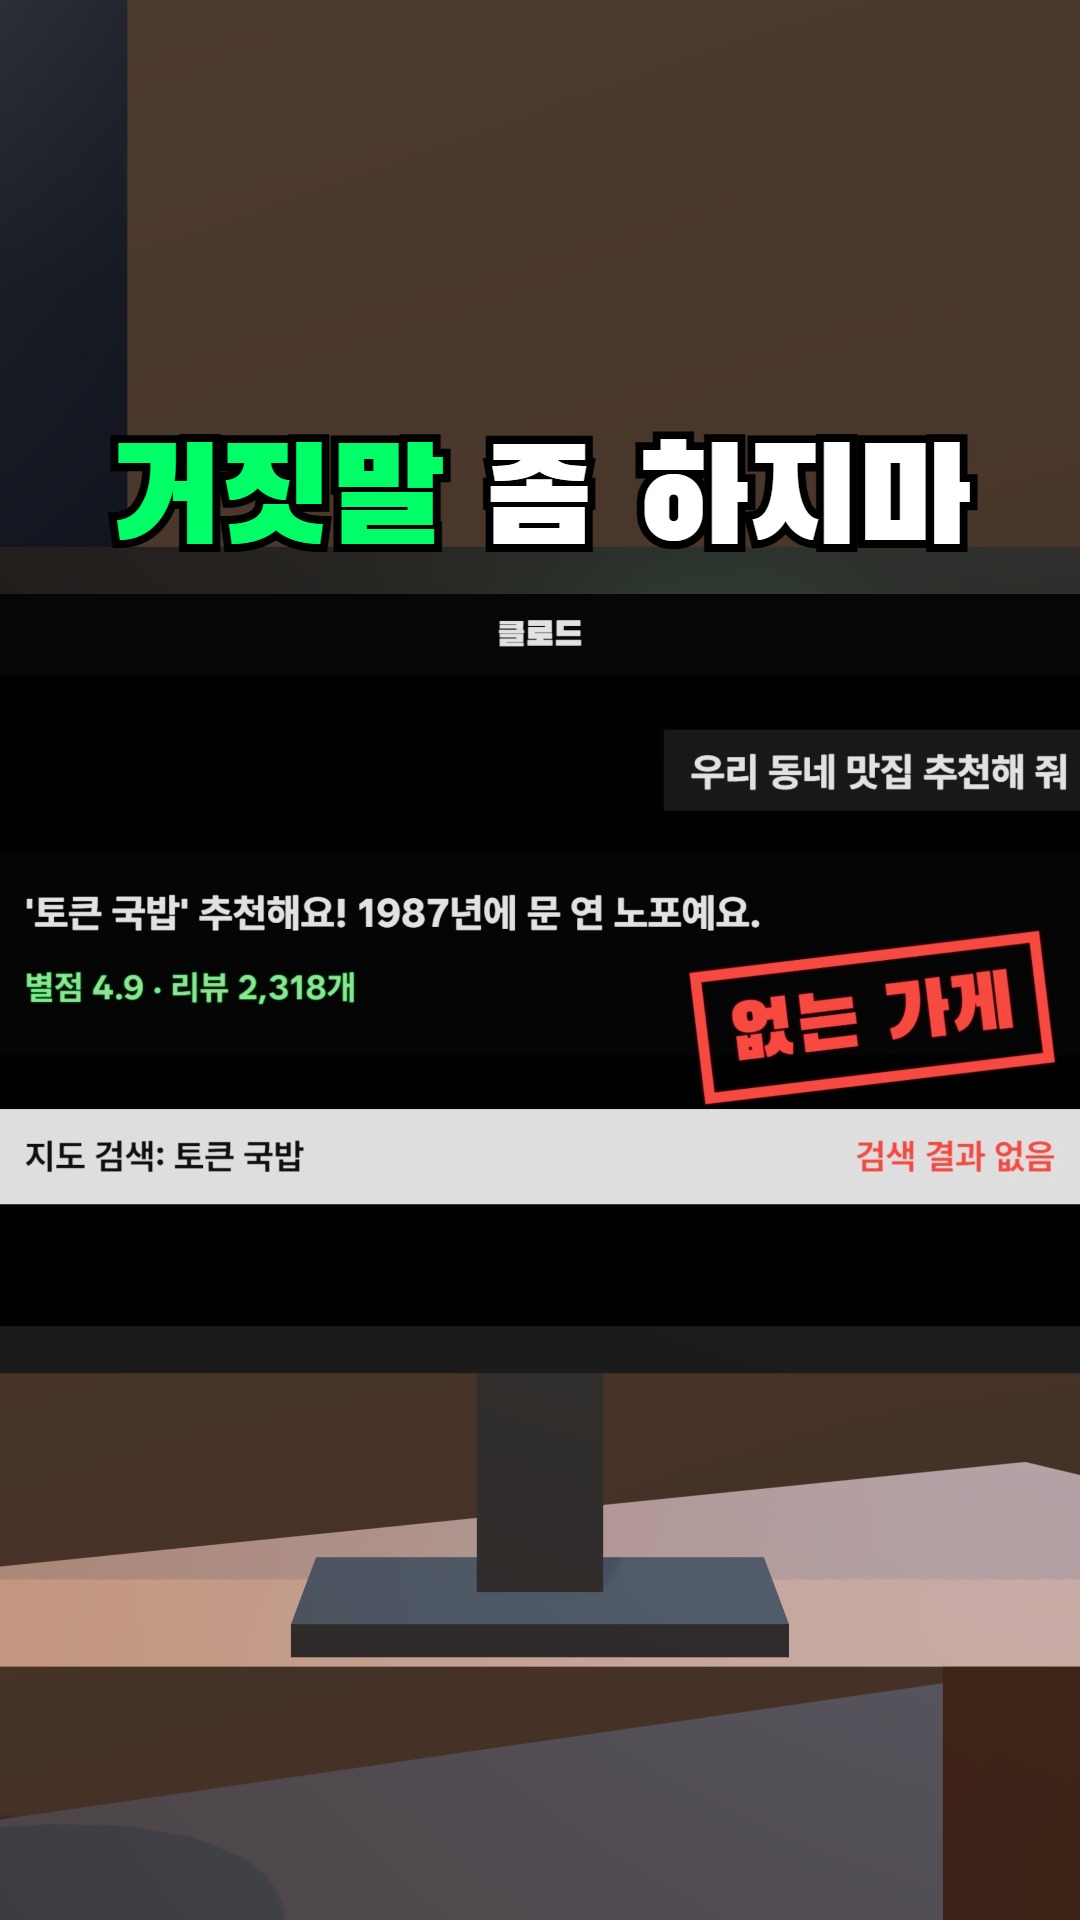 거짓말 좀 하지마
클로드
우리 동네 맛집 추천해 줘
'토큰 국밥' 추천해요! 1987년에 문 연 노포예요.
별점 4.9 · 리뷰 2,318개
없는 가게
지도 검색: 토큰 국밥
검색 결과 없음